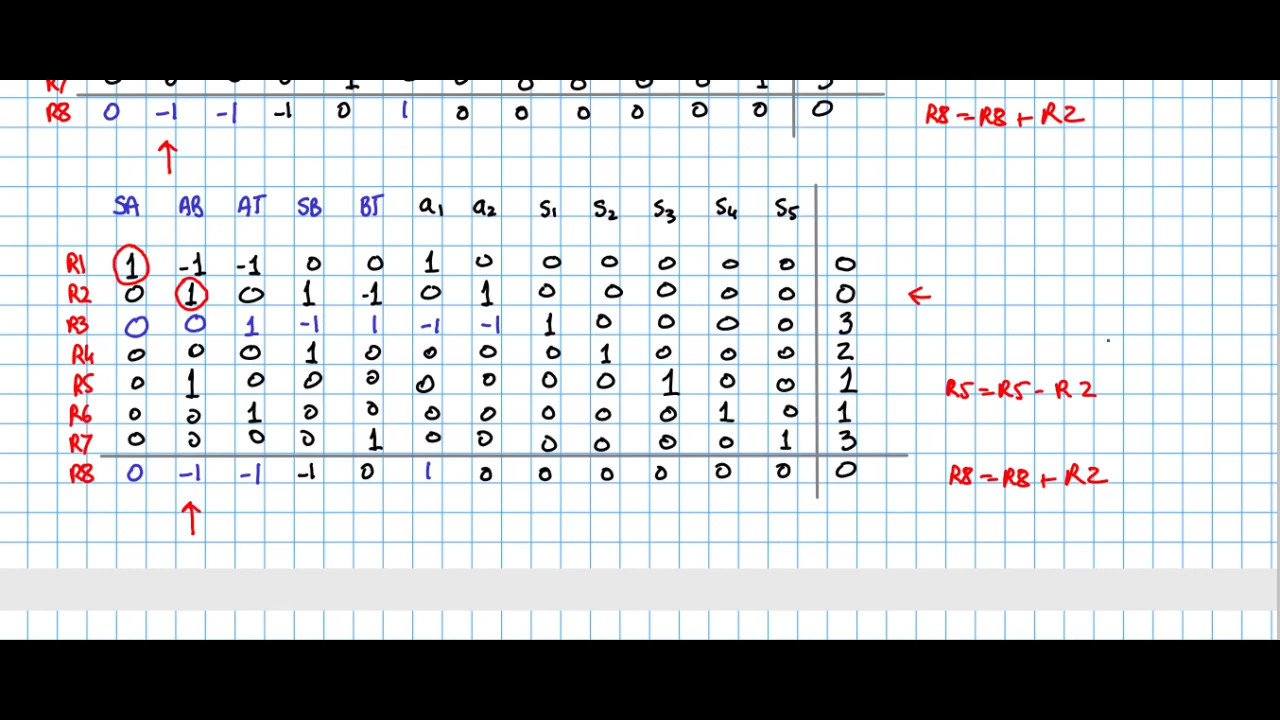 R8 0 -1 -1 -1 0 1 0 0 0 0 0 0 0 R8=R8+R2
SA AB AT SB BT a1 a2 S1 S2 S3 S4 S5
R1 1 -1 -1 0 0 1 0 0 0 0 0 0 0
R2 0 1 0 1 -1 0 1 0 0 0 0 0 0
R3 0 0 1 -1 1 -1 -1 1 0 0 0 0 3
R4 0 0 0 1 0 0 0 0 1 0 0 0 2
R5 0 1 0 0 0 0 0 0 0 1 0 0 1 R5=R5-R2
R6 0 0 1 0 0 0 0 0 0 0 1 0 1
R7 0 0 0 0 1 0 0 0 0 0 0 1 3
R8 0 -1 -1 -1 0 1 0 0 0 0 0 0 0 R8=R8+R2